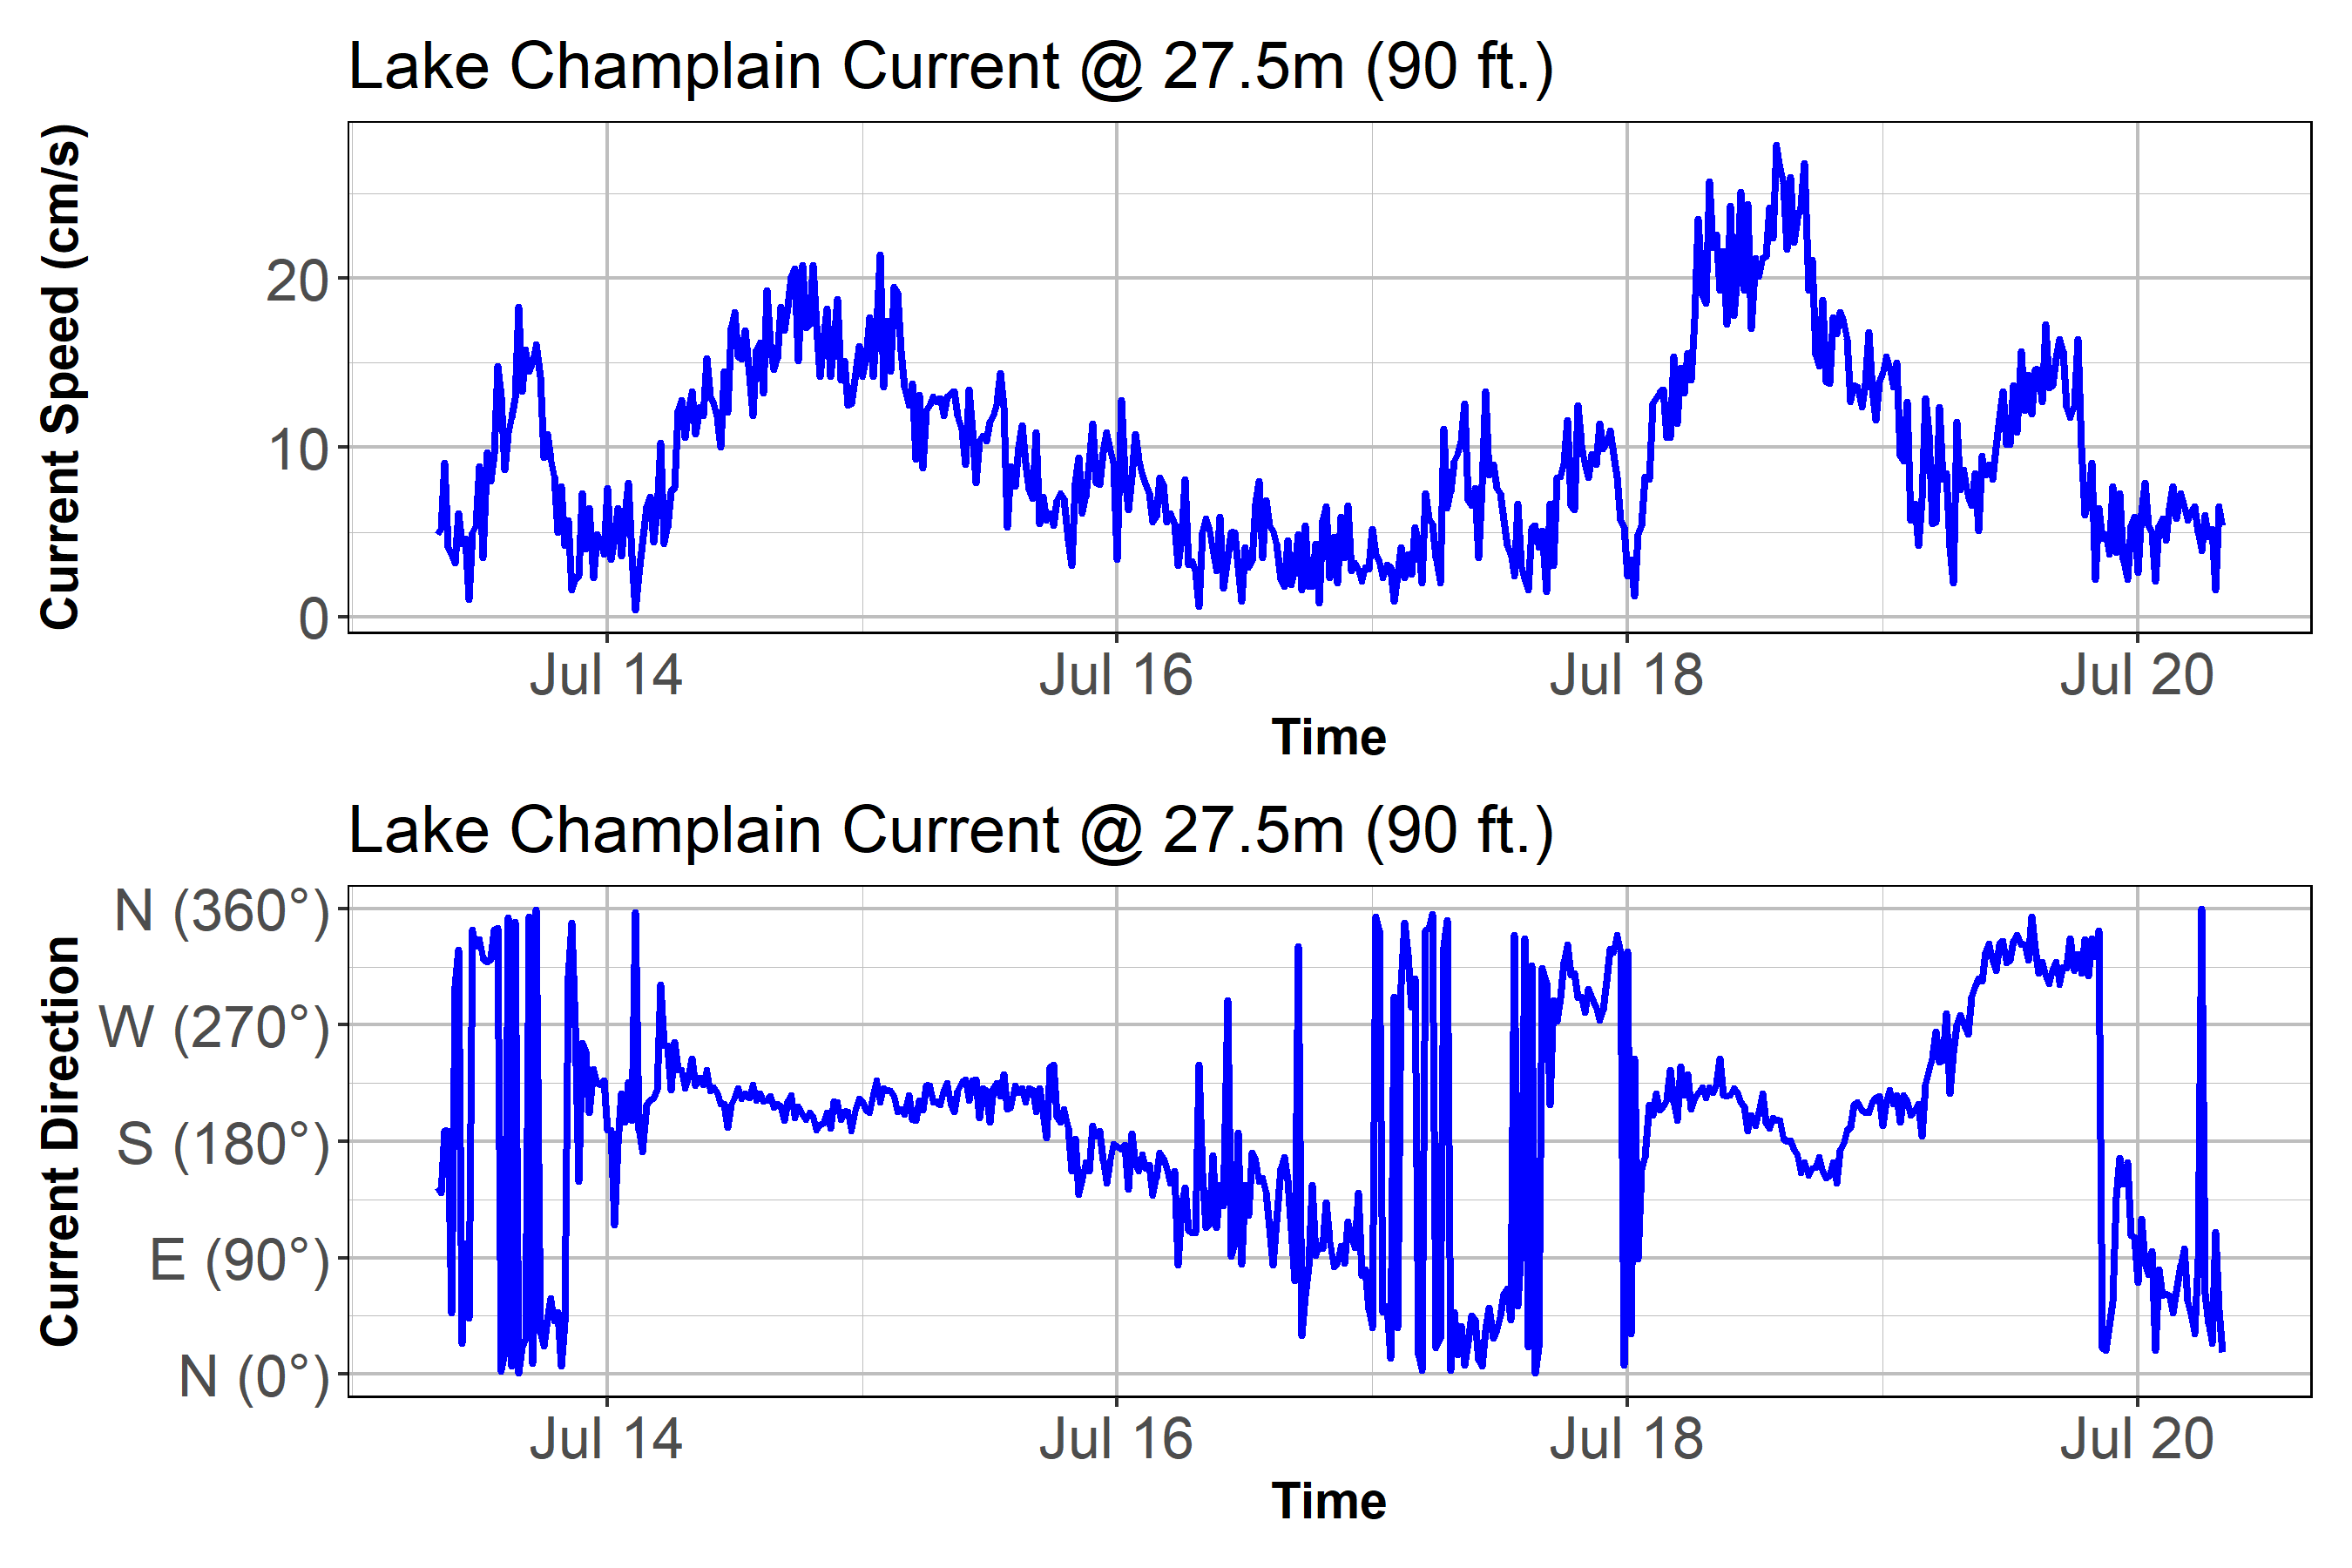 Lake Champlain Current @ 27.5m (90 ft.)
Current Speed (cm/s)
20
10
0
Jul 14 Jul 16 Jul 18 Jul 20
Time
Lake Champlain Current @ 27.5m (90 ft.)
Current Direction
N (360°)
W (270°)
S (180°)
E (90°)
N (0°)
Jul 14 Jul 16 Jul 18 Jul 20
Time